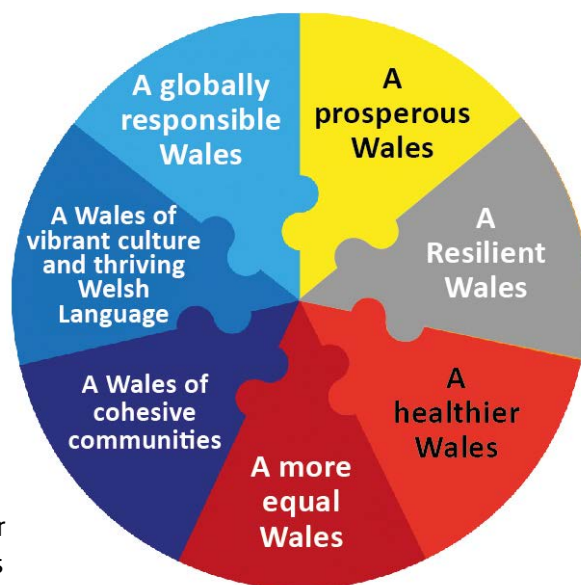 A globally
responsible
Wales
A
prosperous
Wales
A
Resilient
Wales
A
healthier
Wales
A more
equal
Wales
A Wales of
cohesive
communities
A Wales of
vibrant culture
and thriving
Welsh
Language